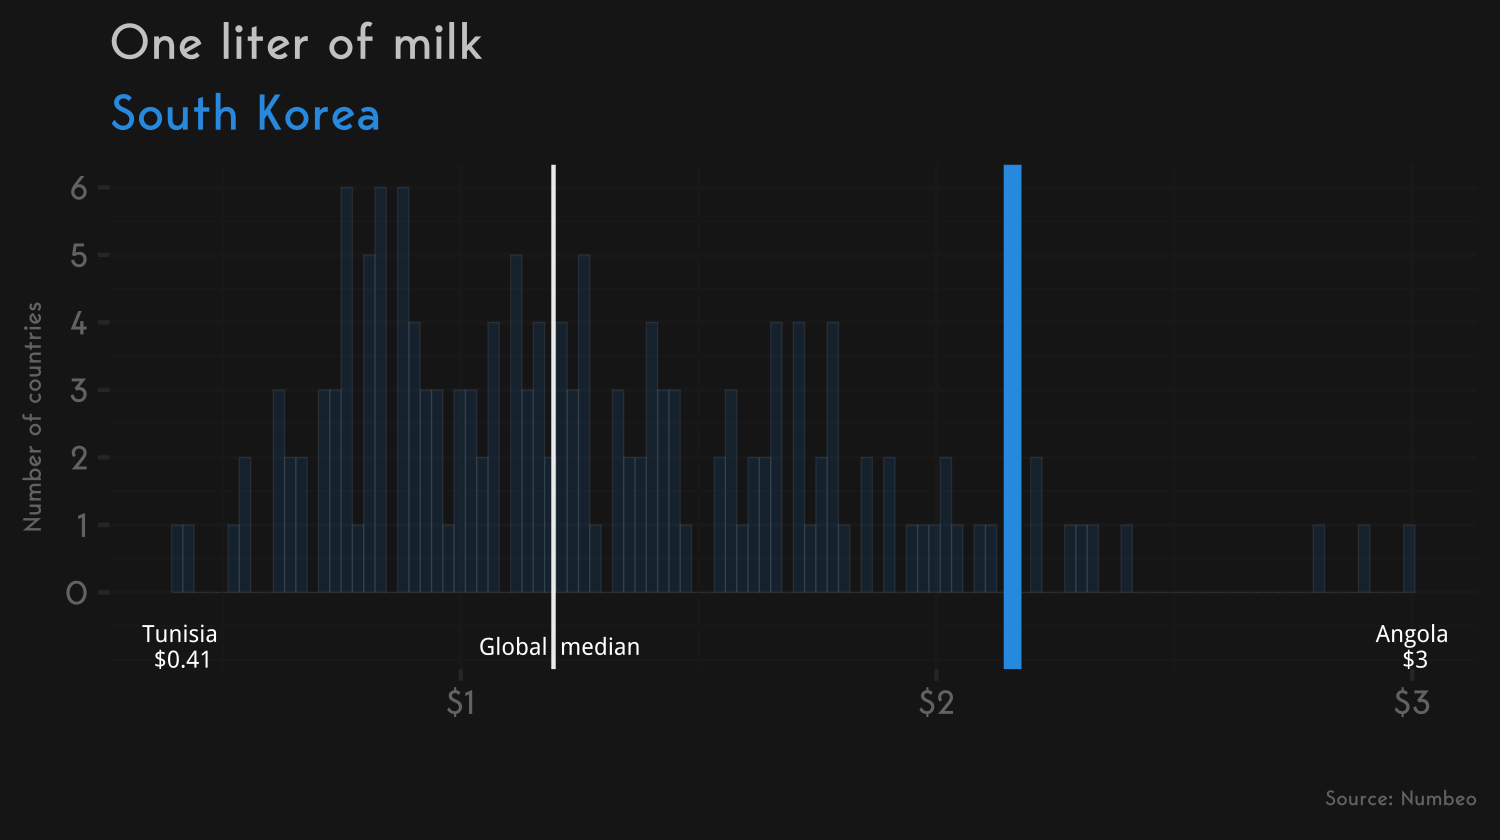 One liter of milk
South Korea
Number of countries
6
5
4
3
2
1
0
Tunisia
$0.41
Global median
Angola
$3
$1
$2
$3
Source: Numbeo